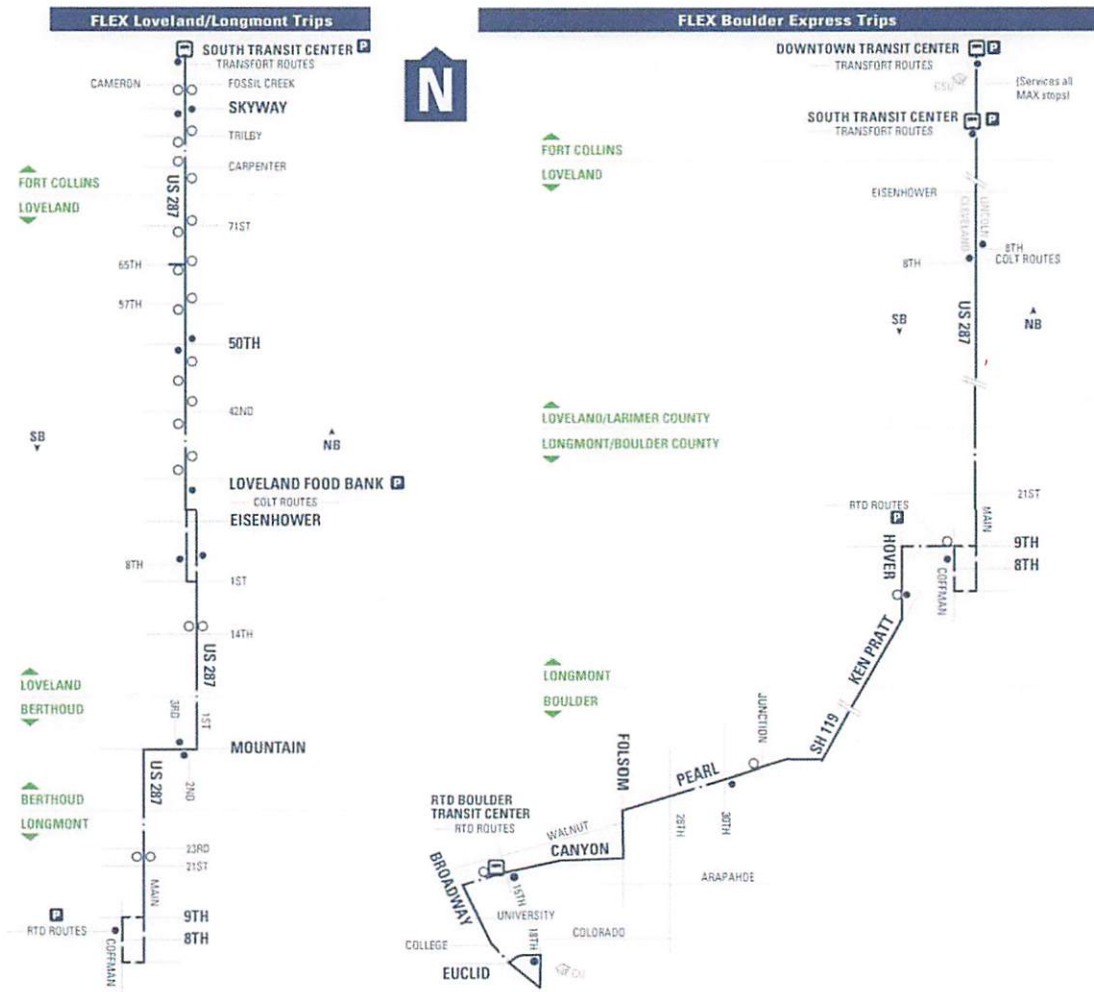 FLEX Loveland/Longmont Trips
SOUTH TRANSIT CENTER P
TRANSFORT ROUTES
CAMERON
FOSSIL CREEK
SKYWAY
TRILBY
CARPENTER
FORT COLLINS
LOVELAND
US 287
71ST
65TH
57TH
50TH
42ND
SB
NB
LOVELAND FOOD BANK P
COLT ROUTES
EISENHOWER
8TH
1ST
14TH
US 287
LOVELAND
BERTHOUD
3RD
1ST
MOUNTAIN
US 287
2ND
BERTHOUD
LONGMONT
23RD
21ST
MAIN
P
RTD ROUTES
9TH
8TH
COFFMAN
N
FLEX Boulder Express Trips
DOWNTOWN TRANSIT CENTER P
TRANSFORT ROUTES
CSU
(Services all
MAX stops)
SOUTH TRANSIT CENTER P
TRANSFORT ROUTES
FORT COLLINS
LOVELAND
EISENHOWER
CLEVELAND
LINCOLN
8TH
COLT ROUTES
8TH
SB
US 287
NB
LOVELAND/LARIMER COUNTY
LONGMONT/BOULDER COUNTY
21ST
RTD ROUTES
P
MAIN
HOVER
9TH
8TH
COFFMAN
KEN PRATT
LONGMONT
BOULDER
JUNCTION
SH 119
FOLSOM
PEARL
28TH
30TH
RTD BOULDER
TRANSIT CENTER
RTD ROUTES
WALNUT
CANYON
BROADWAY
ARAPAHOE
15TH
UNIVERSITY
18TH
COLORADO
COLLEGE
EUCLID
CU